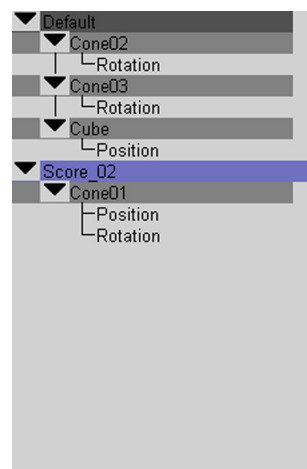 Default
Cone02
Rotation
Cone03
Rotation
Cube
Position
Score_02
Cone01
Position
Rotation